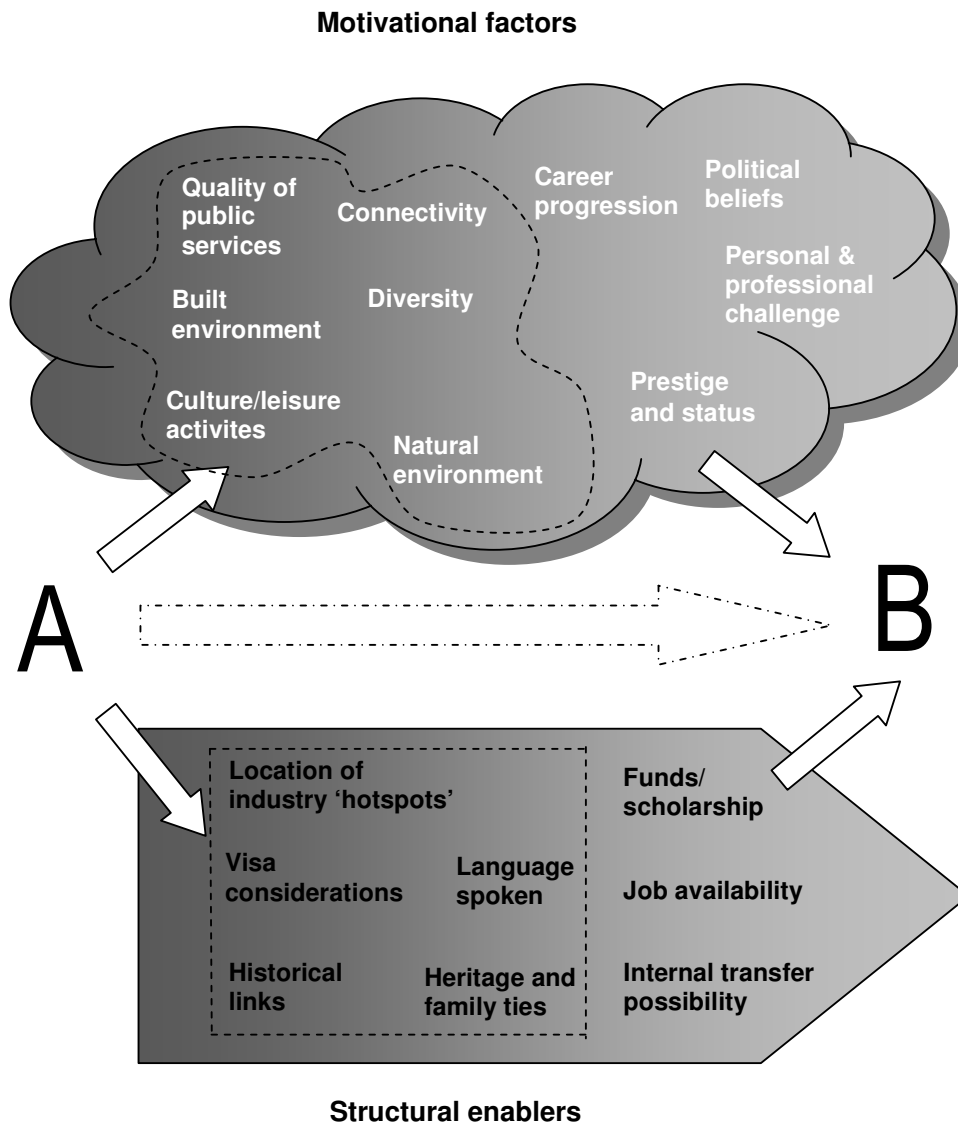 Motivational factors
Quality of
public
services
Connectivity
Career
progression
Political
beliefs
Built
environment
Diversity
Personal &
professional
challenge
Culture/leisure
activites
Natural
environment
Prestige
and status
A
B
Location of
industry ‘hotspots’
Funds/
scholarship
Visa
considerations
Language
spoken
Job availability
Historical
links
Heritage and
family ties
Internal transfer
possibility
Structural enablers